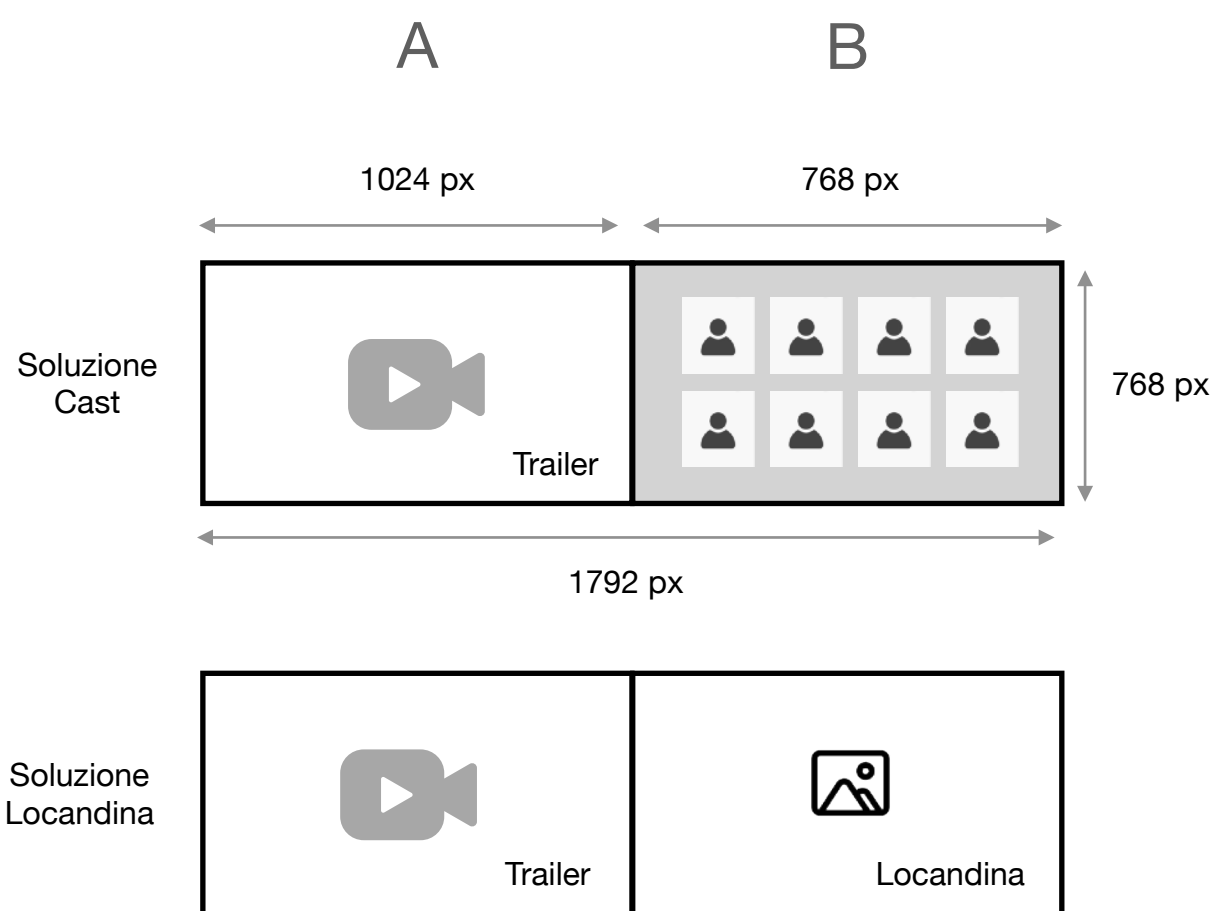 A
B
1024 px
768 px
Soluzione
Cast
Trailer
768 px
1792 px
Soluzione
Locandina
Trailer
Locandina